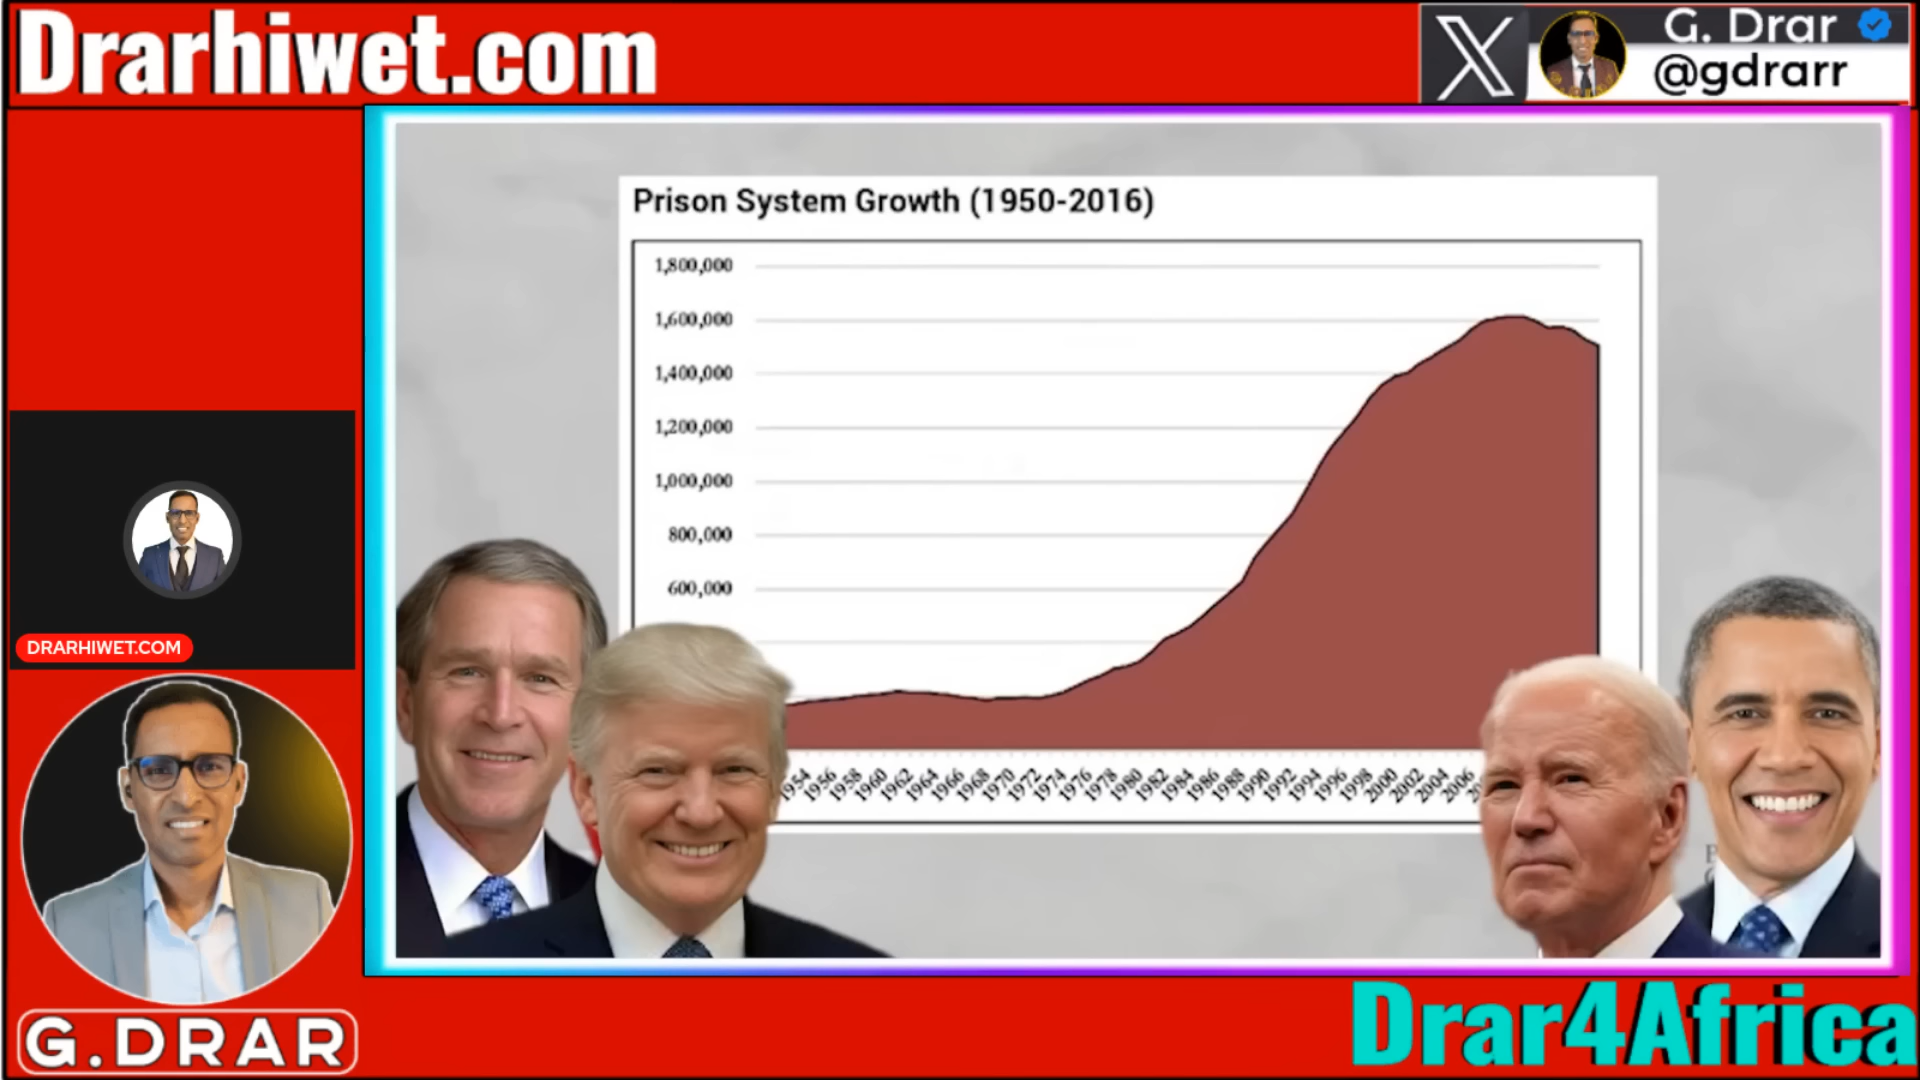 Drarhiwet.com
G. Drar
@gdrarr
Prison System Growth (1950-2016)
1,800,000
1,600,000
1,400,000
1,200,000
1,000,000
800,000
600,000
1954 1956 1958 1960 1962 1964 1966 1968 1970 1972 1974 1976 1978 1980 1982 1984 1986 1988 1990 1992 1994 1996 1998 2000 2002 2004 2006
DRARHIWET.COM
G.DRAR
Drar4Africa